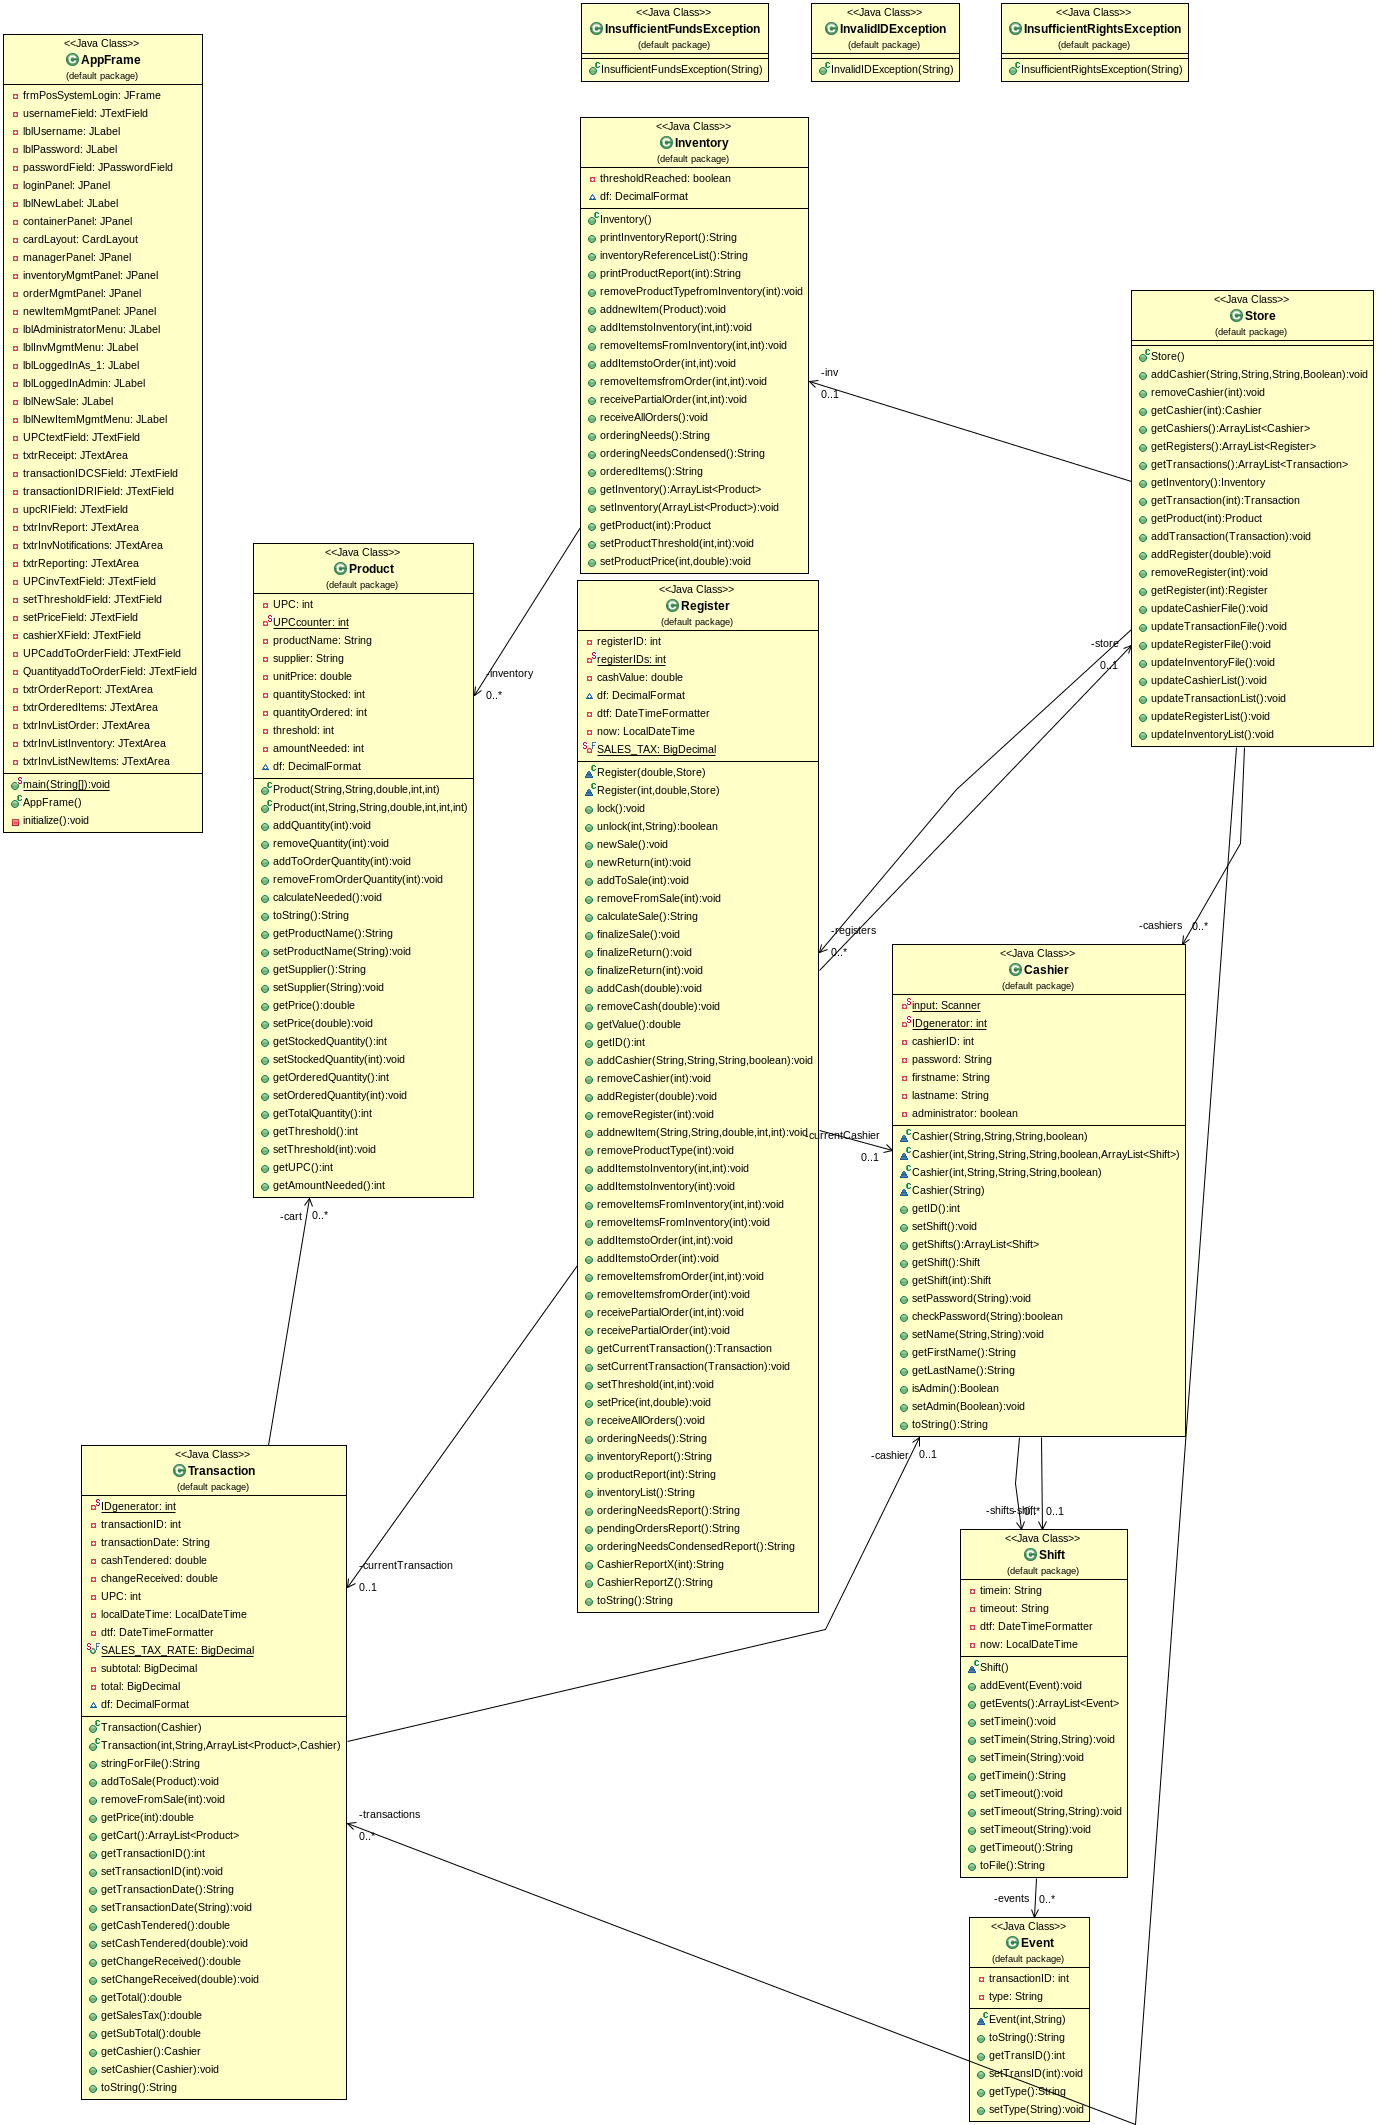 <<Java Class>>
AppFrame
(default package)
frmPosSystemLogin: JFrame
usernameField: JTextField
lblUsername: JLabel
lblPassword: JLabel
passwordField: JPasswordField
loginPanel: JPanel
lblNewLabel: JLabel
containerPanel: JPanel
cardLayout: CardLayout
managerPanel: JPanel
inventoryMgmtPanel: JPanel
orderMgmtPanel: JPanel
newItemMgmtPanel: JPanel
lblAdministratorMenu: JLabel
lblInvMgmtMenu: JLabel
lblLoggedInAs_1: JLabel
lblLoggedInAdmin: JLabel
lblNewSale: JLabel
lblNewItemMgmtMenu: JLabel
UPCtextField: JTextField
txtrReceipt: JTextArea
transactionIDCSField: JTextField
transactionIDRIField: JTextField
upcRIField: JTextField
txtrInvReport: JTextArea
txtrInvNotifications: JTextArea
txtrReporting: JTextArea
UPCinvTextField: JTextField
setThresholdField: JTextField
setPriceField: JTextField
cashierXField: JTextField
UPCaddToOrderField: JTextField
QuantityaddToOrderField: JTextField
txtrOrderReport: JTextArea
txtrOrderedItems: JTextArea
txtrInvListOrder: JTextArea
txtrInvListInventory: JTextArea
txtrInvListNewItems: JTextArea
main(String[]):void
AppFrame()
initialize():void
<<Java Class>>
InsufficientFundsException
(default package)
InsufficientFundsException(String)
<<Java Class>>
InvalidIDException
(default package)
InvalidIDException(String)
<<Java Class>>
InsufficientRightsException
(default package)
InsufficientRightsException(String)
<<Java Class>>
Inventory
(default package)
thresholdReached: boolean
df: DecimalFormat
Inventory()
printInventoryReport():String
inventoryReferenceList():String
printProductReport(int):String
removeProductTypefromInventory(int):void
addnewItem(Product):void
addItemstoInventory(int,int):void
removeItemsFromInventory(int,int):void
addItemstoOrder(int,int):void
removeItemsfromOrder(int,int):void
receivePartialOrder(int,int):void
receiveAllOrders():void
orderingNeeds():String
orderingNeedsCondensed():String
orderedItems():String
getInventory():ArrayList<Product>
setInventory(ArrayList<Product>):void
getProduct(int):Product
setProductThreshold(int,int):void
setProductPrice(int,double):void
-inv
0..1
<<Java Class>>
Store
(default package)
Store()
addCashier(String,String,String,Boolean):void
removeCashier(int):void
getCashier(int):Cashier
getCashiers():ArrayList<Cashier>
getRegisters():ArrayList<Register>
getTransactions():ArrayList<Transaction>
getInventory():Inventory
getTransaction(int):Transaction
getProduct(int):Product
addTransaction(Transaction):void
addRegister(double):void
removeRegister(int):void
getRegister(int):Register
updateCashierFile():void
updateTransactionFile():void
updateRegisterFile():void
updateInventoryFile():void
updateCashierList():void
updateTransactionList():void
updateRegisterList():void
updateInventoryList():void
-store
0..1
<<Java Class>>
Product
(default package)
UPC: int
UPCcounter: int
productName: String
supplier: String
unitPrice: double
quantityStocked: int
quantityOrdered: int
threshold: int
amountNeeded: int
df: DecimalFormat
Product(String,String,double,int,int)
Product(int,String,String,double,int,int,int)
addQuantity(int):void
removeQuantity(int):void
addToOrderQuantity(int):void
removeFromOrderQuantity(int):void
calculateNeeded():void
toString():String
getProductName():String
setProductName(String):void
getSupplier():String
setSupplier(String):void
getPrice():double
setPrice(double):void
getStockedQuantity():int
setStockedQuantity(int):void
getOrderedQuantity():int
setOrderedQuantity(int):void
getTotalQuantity():int
getThreshold():int
setThreshold(int):void
getUPC():int
getAmountNeeded():int
-inventory
0..*
-cart
0..*
<<Java Class>>
Register
(default package)
registerID: int
registerIDs: int
cashValue: double
df: DecimalFormat
dtf: DateTimeFormatter
now: LocalDateTime
SALES_TAX: BigDecimal
Register(double,Store)
Register(int,double,Store)
lock():void
unlock(int,String):boolean
newSale():void
newReturn(int):void
addToSale(int):void
removeFromSale(int):void
calculateSale():String
finalizeSale():void
finalizeReturn():void
finalizeReturn(int):void
addCash(double):void
removeCash(double):void
getValue():double
getID():int
addCashier(String,String,String,boolean):void
removeCashier(int):void
addRegister(double):void
removeRegister(int):void
addnewItem(String,String,double,int,int):void
removeProductType(int):void
addItemstoInventory(int,int):void
addItemstoInventory(int):void
removeItemsFromInventory(int,int):void
removeItemsFromInventory(int):void
addItemstoOrder(int,int):void
addItemstoOrder(int):void
removeItemsfromOrder(int,int):void
removeItemsfromOrder(int):void
receivePartialOrder(int,int):void
receivePartialOrder(int):void
getCurrentTransaction():Transaction
setCurrentTransaction(Transaction):void
setThreshold(int,int):void
setPrice(int,double):void
receiveAllOrders():void
orderingNeeds():String
inventoryReport():String
productReport(int):String
inventoryList():String
orderingNeedsReport():String
pendingOrdersReport():String
orderingNeedsCondensedReport():String
CashierReportX(int):String
CashierReportZ():String
toString():String
-registers
0..*
-currentCashier
0..1
-cashiers
0..*
<<Java Class>>
Cashier
(default package)
input: Scanner
IDgenerator: int
cashierID: int
password: String
firstname: String
lastname: String
administrator: boolean
Cashier(String,String,String,boolean)
Cashier(int,String,String,String,boolean,ArrayList<Shift>)
Cashier(int,String,String,String,boolean)
Cashier(String)
getID():int
setShift():void
getShifts():ArrayList<Shift>
getShift():Shift
getShift(int):Shift
setPassword(String):void
checkPassword(String):boolean
setName(String,String):void
getFirstName():String
getLastName():String
isAdmin():Boolean
setAdmin(Boolean):void
toString():String
-cashier
0..1
-shifts
-shift
0..*
0..1
<<Java Class>>
Transaction
(default package)
IDgenerator: int
transactionID: int
transactionDate: String
cashTendered: double
changeReceived: double
UPC: int
localDateTime: LocalDateTime
dtf: DateTimeFormatter
SALES_TAX_RATE: BigDecimal
subtotal: BigDecimal
total: BigDecimal
df: DecimalFormat
Transaction(Cashier)
Transaction(int,String,ArrayList<Product>,Cashier)
stringForFile():String
addToSale(Product):void
removeFromSale(int):void
getPrice(int):double
getCart():ArrayList<Product>
getTransactionID():int
setTransactionID(int):void
getTransactionDate():String
setTransactionDate(String):void
getCashTendered():double
setCashTendered(double):void
getChangeReceived():double
setChangeReceived(double):void
getTotal():double
getSalesTax():double
getSubTotal():double
getCashier():Cashier
setCashier(Cashier):void
toString():String
-currentTransaction
0..1
-transactions
0..*
<<Java Class>>
Shift
(default package)
timein: String
timeout: String
dtf: DateTimeFormatter
now: LocalDateTime
Shift()
addEvent(Event):void
getEvents():ArrayList<Event>
setTimein():void
setTimein(String,String):void
setTimein(String):void
getTimein():String
setTimeout():void
setTimeout(String,String):void
setTimeout(String):void
getTimeout():String
toFile():String
-events
0..*
<<Java Class>>
Event
(default package)
transactionID: int
type: String
Event(int,String)
toString():String
getTransID():int
setTransID(int):void
getType():String
setType(String):void